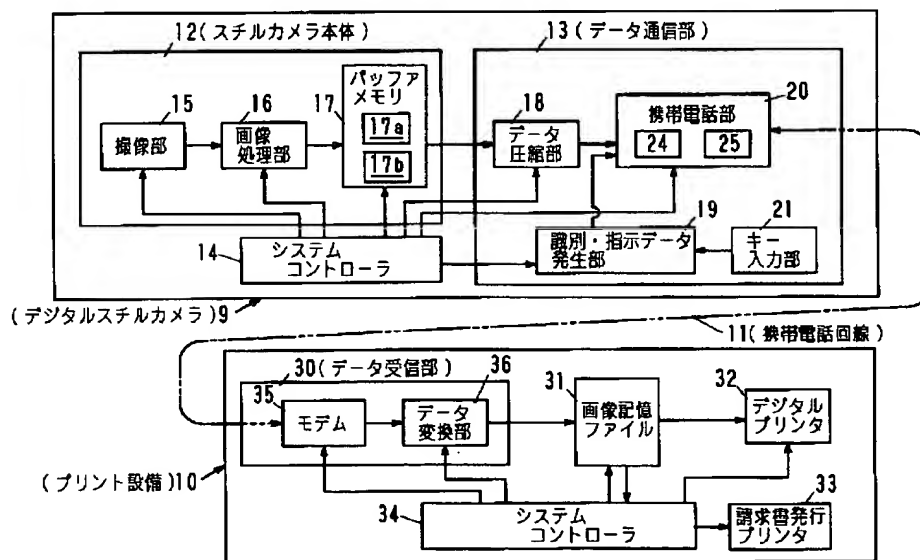 12(スチルカメラ本体)
13(データ通信部)
15
16
17
パッファ
メモリ
17a
17b
撮像部
画像
処理部
18
データ
圧縮部
20
携帯電話部
24
25
19
識別・指示データ
発生部
21
キー
入力部
14
システム
コントローラ
(デジタルスチルカメラ)9
11(携帯電話回線)
30(データ受信部)
35
モデム
36
データ
変換部
31
画像記憶
ファイル
32
デジタル
プリンタ
(プリント設備)10
34
システム
コントローラ
33
請求書発行
プリンタ